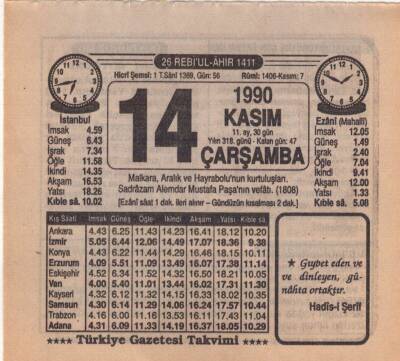 26 REBI'UL-ÂHIR 1411
Hicrî Şemsî: 1 T.Sânî 1369, Gün: 56 Rûmî: 1406-Kasım: 7
14
1990
KASIM
11. ay, 30 gün
Yılın 318. günü - Kalan gün: 47
ÇARŞAMBA
İstanbul
İmsak 4.59
Güneş 6.43
İşrak 7.34
Öğle 11.58
İkindi 14.35
Akşam 16.53
Yatsı 18.26
Kıble sâ. 10.02
Ezânî (Mahallî)
İmsak 12.05
Güneş 1.49
İşrak 2.40
Öğle 7.04
İkindi 9.41
Akşam 12.00
Yatsı 1.33
Kıble sâ. 5.08
Malkara, Aralık ve Hayrabolu'nun kurtuluşları.
Sadrâzam Alemdar Mustafa Paşa'nın vefâtı. (1808)
[Ezânî sâat 1 dak. ileri alınır – Gündüzün kısalması 2 dak.]
Kış Sâati İmsak Güneş Öğle İkindi Akşam Yatsı Kıble sâ.
Ankara 4.43 6.25 11.43 14.23 16.41 18.12 10.20
İzmir 5.05 6.44 12.06 14.49 17.07 18.36 9.38
Konya 4.43 6.22 11.44 14.29 16.46 18.15 10.11
Erzurum 4.09 5.51 11.09 13.49 16.07 17.38 11.14
Eskişehir 4.52 6.34 11.52 14.32 16.50 18.21 10.05
Van 4.00 5.40 11.01 13.44 16.02 17.31 11.30
Kayseri 4.32 6.12 11.32 14.15 16.33 18.02 10.35
Samsun 4.30 6.14 11.29 14.06 16.24 17.57 10.44
Trabzon 4.16 6.00 11.16 13.53 16.11 17.43 11.04
Adana 4.31 6.09 11.33 14.19 16.37 18.05 10.29
★ Gıybet eden ve
ve dinleyen, gü-
nâhta ortaktır.
Hadîs-i Şerîf
★★★★ Türkiye Gazetesi Takvimi ★★★★